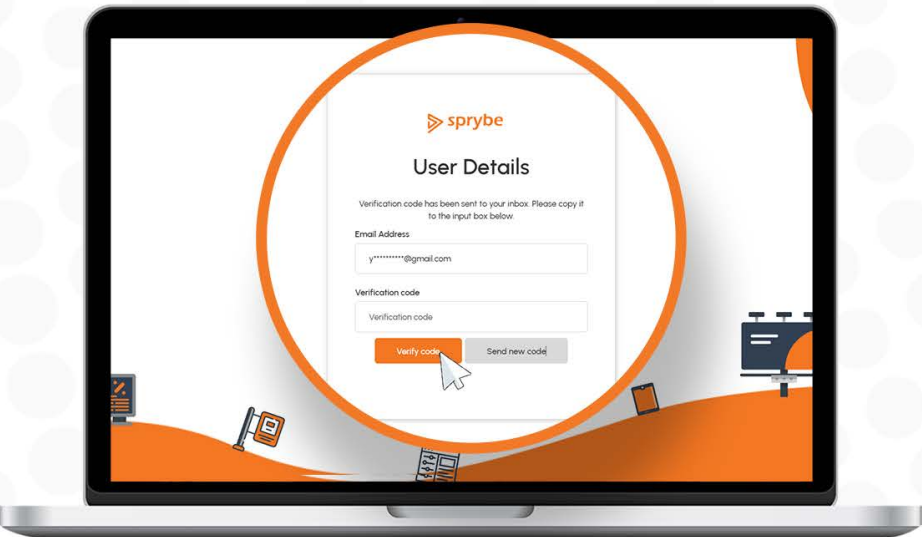 sprybe
User Details
Verification code has been sent to your inbox. Please copy it
to the input box below.
Email Address
y**********@gmail.com
Verification code
Verification code
Verify code
Send new code